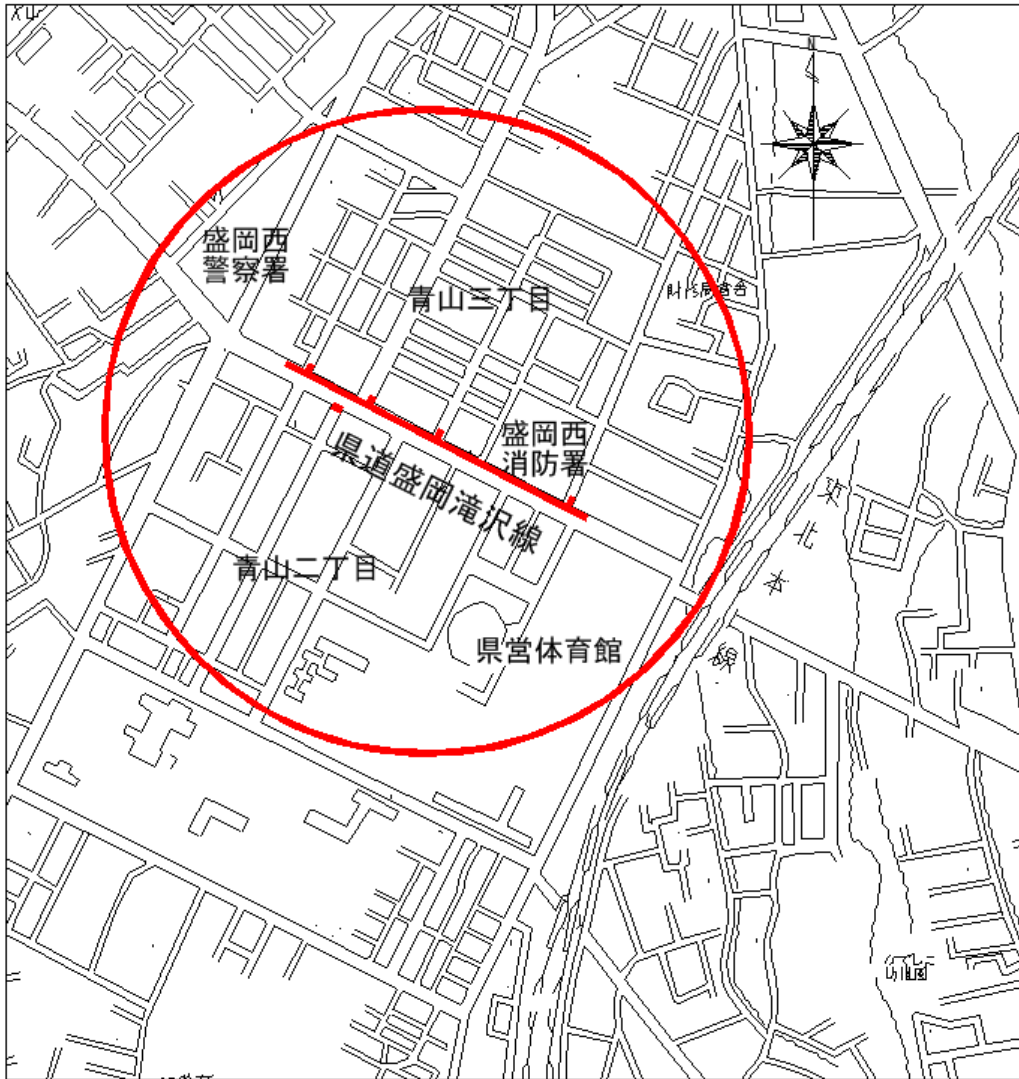 盛岡西
警察署
青山三丁目
盛岡西
消防署
県道盛岡滝沢線
青山二丁目
県営体育館
東北本線